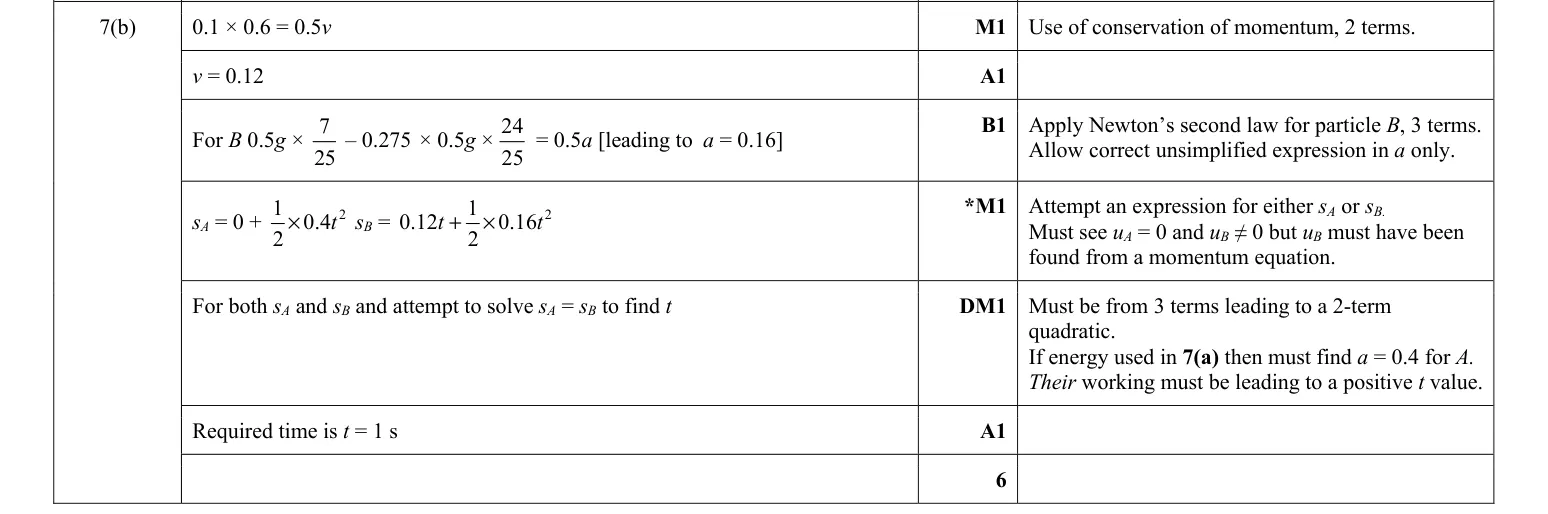 7(b) 0.1 × 0.6 = 0.5v M1 Use of conservation of momentum, 2 terms.
v = 0.12 A1
For B 0.5g × 7/25 – 0.275 × 0.5g × 24/25 = 0.5a [leading to a = 0.16] B1 Apply Newton’s second law for particle B, 3 terms.
Allow correct unsimplified expression in a only.
s_A = 0 + 1/2 × 0.4t² s_B = 0.12t + 1/2 × 0.16t² *M1 Attempt an expression for either s_A or s_B.
Must see u_A = 0 and u_B ≠ 0 but u_B must have been
found from a momentum equation.
For both s_A and s_B and attempt to solve s_A = s_B to find t DM1 Must be from 3 terms leading to a 2-term
quadratic.
If energy used in 7(a) then must find a = 0.4 for A.
Their working must be leading to a positive t value.
Required time is t = 1 s A1
6